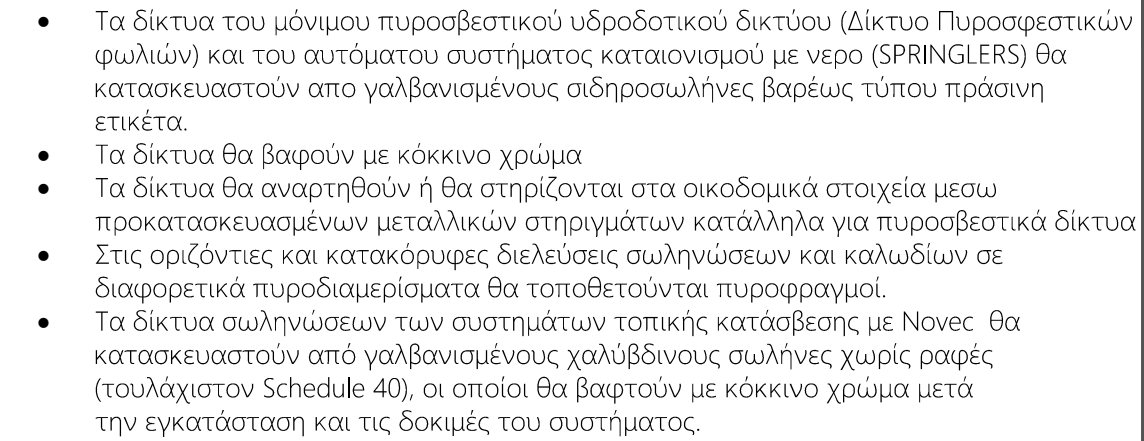 • Τα δίκτυα του μόνιμου πυροσβεστικού υδροδοτικού δικτύου (Δίκτυο Πυροσφεστικών
φωλιών) και του αυτόματου συστήματος καταιονισμού με νερο (SPRINGLERS) θα
κατασκευαστούν απο γαλβανισμένους σιδηροσωλήνες βαρέως τύπου πράσινη
ετικέτα.
• Τα δίκτυα θα βαφούν με κόκκινο χρώμα
• Τα δίκτυα θα αναρτηθούν ή θα στηρίζονται στα οικοδομικά στοιχεία μεσω
προκατασκευασμένων μεταλλικών στηριγμάτων κατάλληλα για πυροσβεστικά δίκτυα
• Στις οριζόντιες και κατακόρυφες διελεύσεις σωληνώσεων και καλωδίων σε
διαφορετικά πυροδιαμερίσματα θα τοποθετούνται πυροφραγμοί.
• Τα δίκτυα σωληνώσεων των συστημάτων τοπικής κατάσβεσης με Novec θα
κατασκευαστούν από γαλβανισμένους χαλύβδινους σωλήνες χωρίς ραφές
(τουλάχιστον Schedule 40), οι οποίοι θα βαφτούν με κόκκινο χρώμα μετά
την εγκατάσταση και τις δοκιμές του συστήματος.